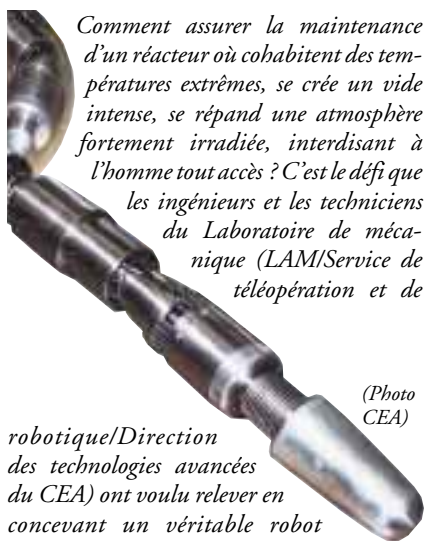 Comment assurer la maintenance
d'un réacteur où cohabitent des tem-
pératures extrêmes, se crée un vide
intense, se répand une atmosphère
fortement irradiée, interdisant à
l'homme tout accès ? C'est le défi que
les ingénieurs et les techniciens
du Laboratoire de méca-
nique (LAM/Service de
téléopération et de
(Photo
CEA)
robotique/Direction
des technologies avancées
du CEA) ont voulu relever en
concevant un véritable robot